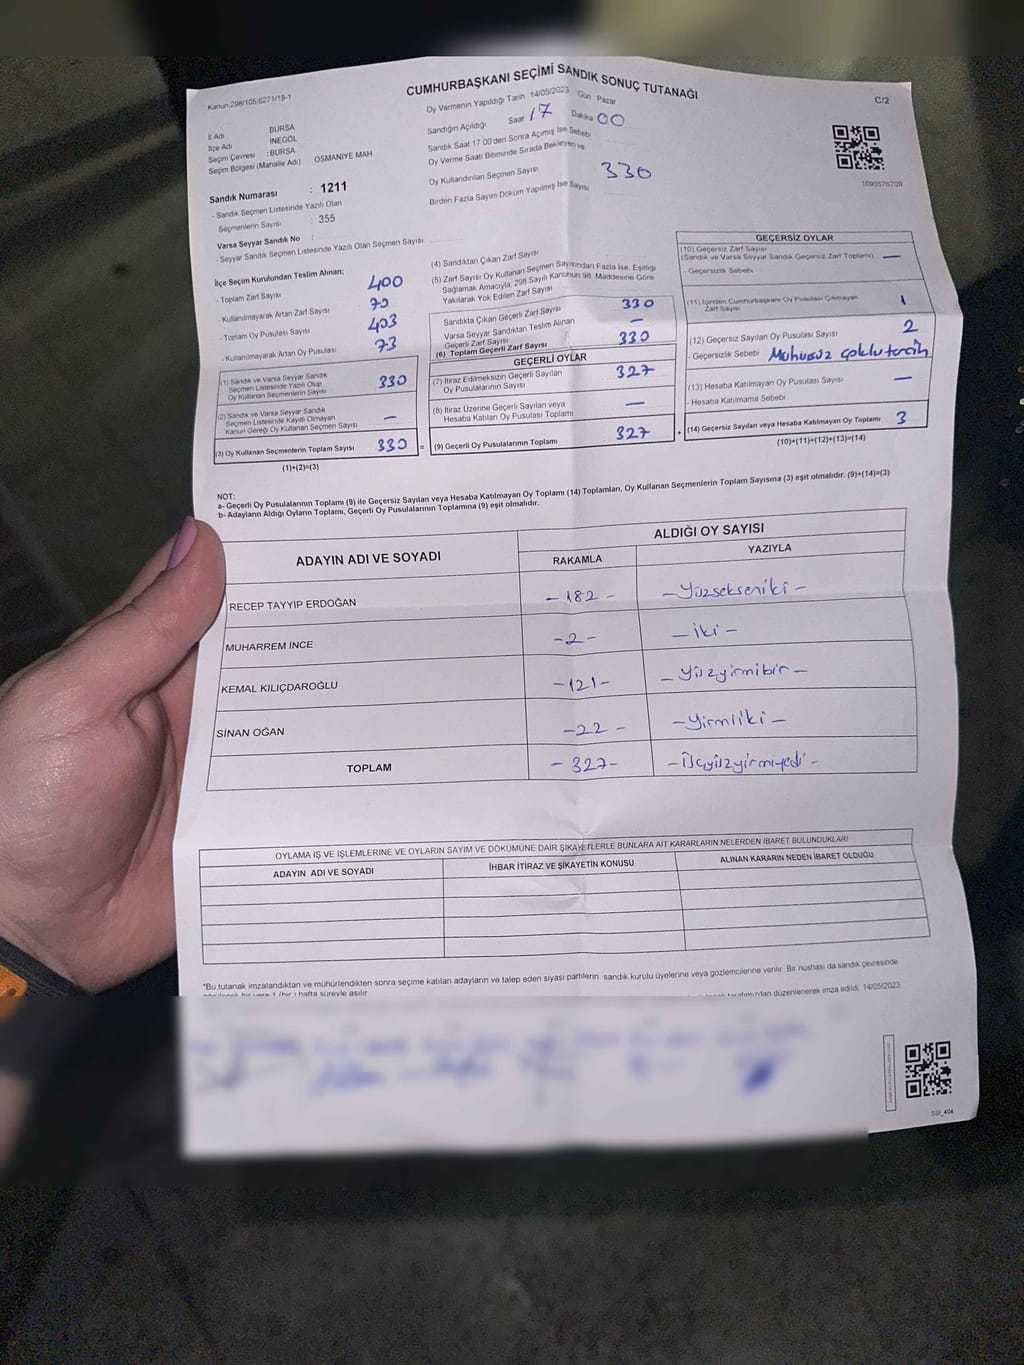 Kanun:298/105.6271/18-1
CUMHURBAŞKANI SEÇİMİ SANDIK SONUÇ TUTANAĞI
C/2
İl Adı BURSA
İlçe Adı INEGÖL
Seçim Çevresi :BURSA
Seçim Bölgesi (Mahalle Adı) OSMANİYE MAH
Sandık Numarası : 1211
- Sandık Seçmen Listesinde Yazılı Olan
Seçmenlerin Sayısı : 355
Varsa Seyyar Sandık No :
- Seyyar Sandık Seçmen Listesinde Yazılı Olan Seçmen Sayısı
Oy Vermenin Yapıldığı Tarih 14/05/2023 Gün Pazar
Sandığın Açıldığı Saat 17 Dakika 00
Sandık Saat 17.00'den Sonra Açımış İse Sebebi
Oy Verme Saati Bitiminde Sırada Bekleyen ve
Oy Kullandırılan Seçmen Sayısı 330
Birden Fazla Sayım Döküm Yapılmış İse Sayısı
1093576709
İlçe Seçim Kurulundan Teslim Alınan;
- Toplam Zarf Sayısı 400
- Kullanılmayarak Artan Zarf Sayısı 70
- Toplam Oy Pusulası Sayısı 403
- Kullanılmayarak Artan Oy Pusulası 73
(1) Sandık ve Varsa Seyyar Sandık
Seçmen Listesinde Yazılı Olup
Oy Kullanan Seçmenlerin Sayısı 330
(2) Sandık ve Varsa Seyyar Sandık
Seçmen Listesinde Kayıtlı Olmayan
Kanun Gereği Oy Kullanan Seçmen Sayısı —
(3) Oy Kullanan Seçmenlerin Toplam Sayısı 330 =
(1)+(2)=(3)
(4) Sandıktan Çıkan Zarf Sayısı
(5) Zarf Sayısı Oy Kullanan Seçmen Sayısından Fazla İse, Eşitliği
Sağlamak Amacıyla, 298 Sayılı Kanunun 98. Maddesine Göre
Yakılarak Yok Edilen Zarf Sayısı
Sandıkta Çıkan Geçerli Zarf Sayısı 330
Varsa Seyyar Sandıktan Teslim Alınan
Geçerli Zarf Sayısı —
(6) Toplam Geçerli Zarf Sayısı 330
GEÇERLİ OYLAR
(7) İtiraz Edilmeksizin Geçerli Sayılan
Oy Pusulalarının Sayısı 327
(8) İtiraz Üzerine Geçerli Sayılan veya
Hesaba Katılan Oy Pusulası Toplamı —
(9) Geçerli Oy Pusulalarının Toplamı 327 +
GEÇERSİZ OYLAR
(10) Geçersiz Zarf Sayısı
(Sandık ve Varsa Seyyar Sandık Geçersiz Zarf Toplamı) —
- Geçersizlik Sebebi
(11) İçinden Cumhurbaşkanı Oy Pusulası Çıkmayan
Zarf Sayısı 1
(12) Geçersiz Sayılan Oy Pusulası Sayısı 2
- Geçersizlik Sebebi Mühürsüz çoklu tercih
(13) Hesaba Katılmayan Oy Pusulası Sayısı —
- Hesaba Katılmama Sebebi
(14) Geçersiz Sayılan veya Hesaba Katılmayan Oy Toplamı 3
(10)+(11)+(12)+(13)=(14)
NOT:
a- Geçerli Oy Pusulalarının Toplamı (9) ile Geçersiz Sayılan veya Hesaba Katılmayan Oy Toplamı (14) Toplamları, Oy Kullanan Seçmenlerin Toplam Sayısına (3) eşit olmalıdır. (9)+(14)=(3)
b- Adayların Aldığı Oyların Toplamı, Geçerli Oy Pusulalarının Toplamına (9) eşit olmalıdır.
ADAYIN ADI VE SOYADI
ALDIĞI OY SAYISI
RAKAMLA YAZIYLA
RECEP TAYYİP ERDOĞAN -182- -Yüzsekseniki-
MUHARREM İNCE -2- -iki-
KEMAL KILIÇDAROĞLU -121- -Yüzyirmibir-
SİNAN OĞAN -22- -Yirmiiki-
TOPLAM -327- -üçyüzyirmiyedi-
OYLAMA İŞ VE İŞLEMLERİNE VE OYLARIN SAYIM VE DÖKÜMÜNE DAİR ŞİKAYETLERLE BUNLARA AİT KARARLARIN NELERDEN İBARET BULUNDUKLARI
ADAYIN ADI VE SOYADI İHBAR İTİRAZ VE ŞİKAYETİN KONUSU ALINAN KARARIN NEDEN İBARET OLDUĞU
*Bu tutanak imzalandıktan ve mühürlendikten sonra seçime katılan adayların ve talep eden siyasi partilerin sandık kurulu üyelerine veya gözlemcilerine verilir. Bir nushası da sandık çevresinde
1 (bir) hafta süreyle asılır. düzenlenerek imza edildi. 14/05/2023